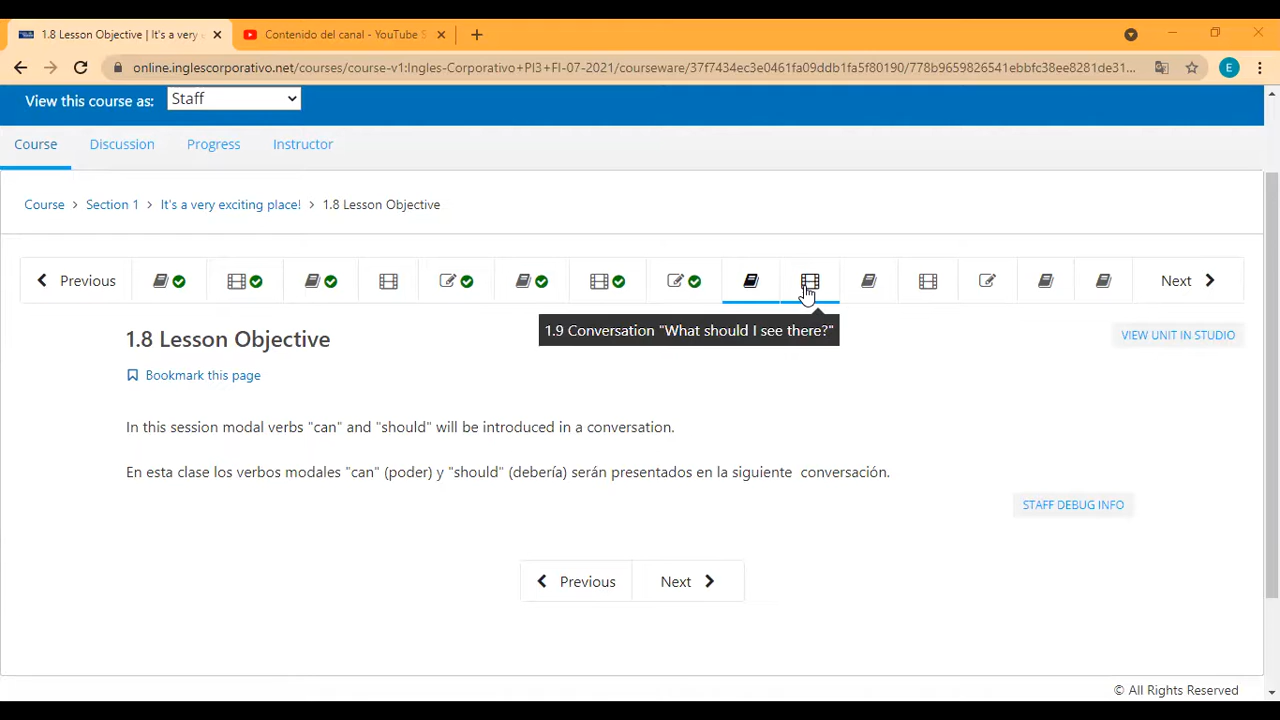 1.8 Lesson Objective | It's a very
Contenido del canal - YouTube S
online.inglescorporativo.net/courses/course-v1:Ingles-Corporativo+PI3+FI-07-2021/courseware/37f7434ec3e0461fa09ddb1fa5f80190/778b9659826541ebbfc38ee8281de31...
E
View this course as: Staff
Course Discussion Progress Instructor
Course > Section 1 > It's a very exciting place! > 1.8 Lesson Objective
Previous Next
1.9 Conversation "What should I see there?"
1.8 Lesson Objective
VIEW UNIT IN STUDIO
Bookmark this page
In this session modal verbs "can" and "should" will be introduced in a conversation.
En esta clase los verbos modales "can" (poder) y "should" (debería) serán presentados en la siguiente conversación.
STAFF DEBUG INFO
Previous Next
© All Rights Reserved